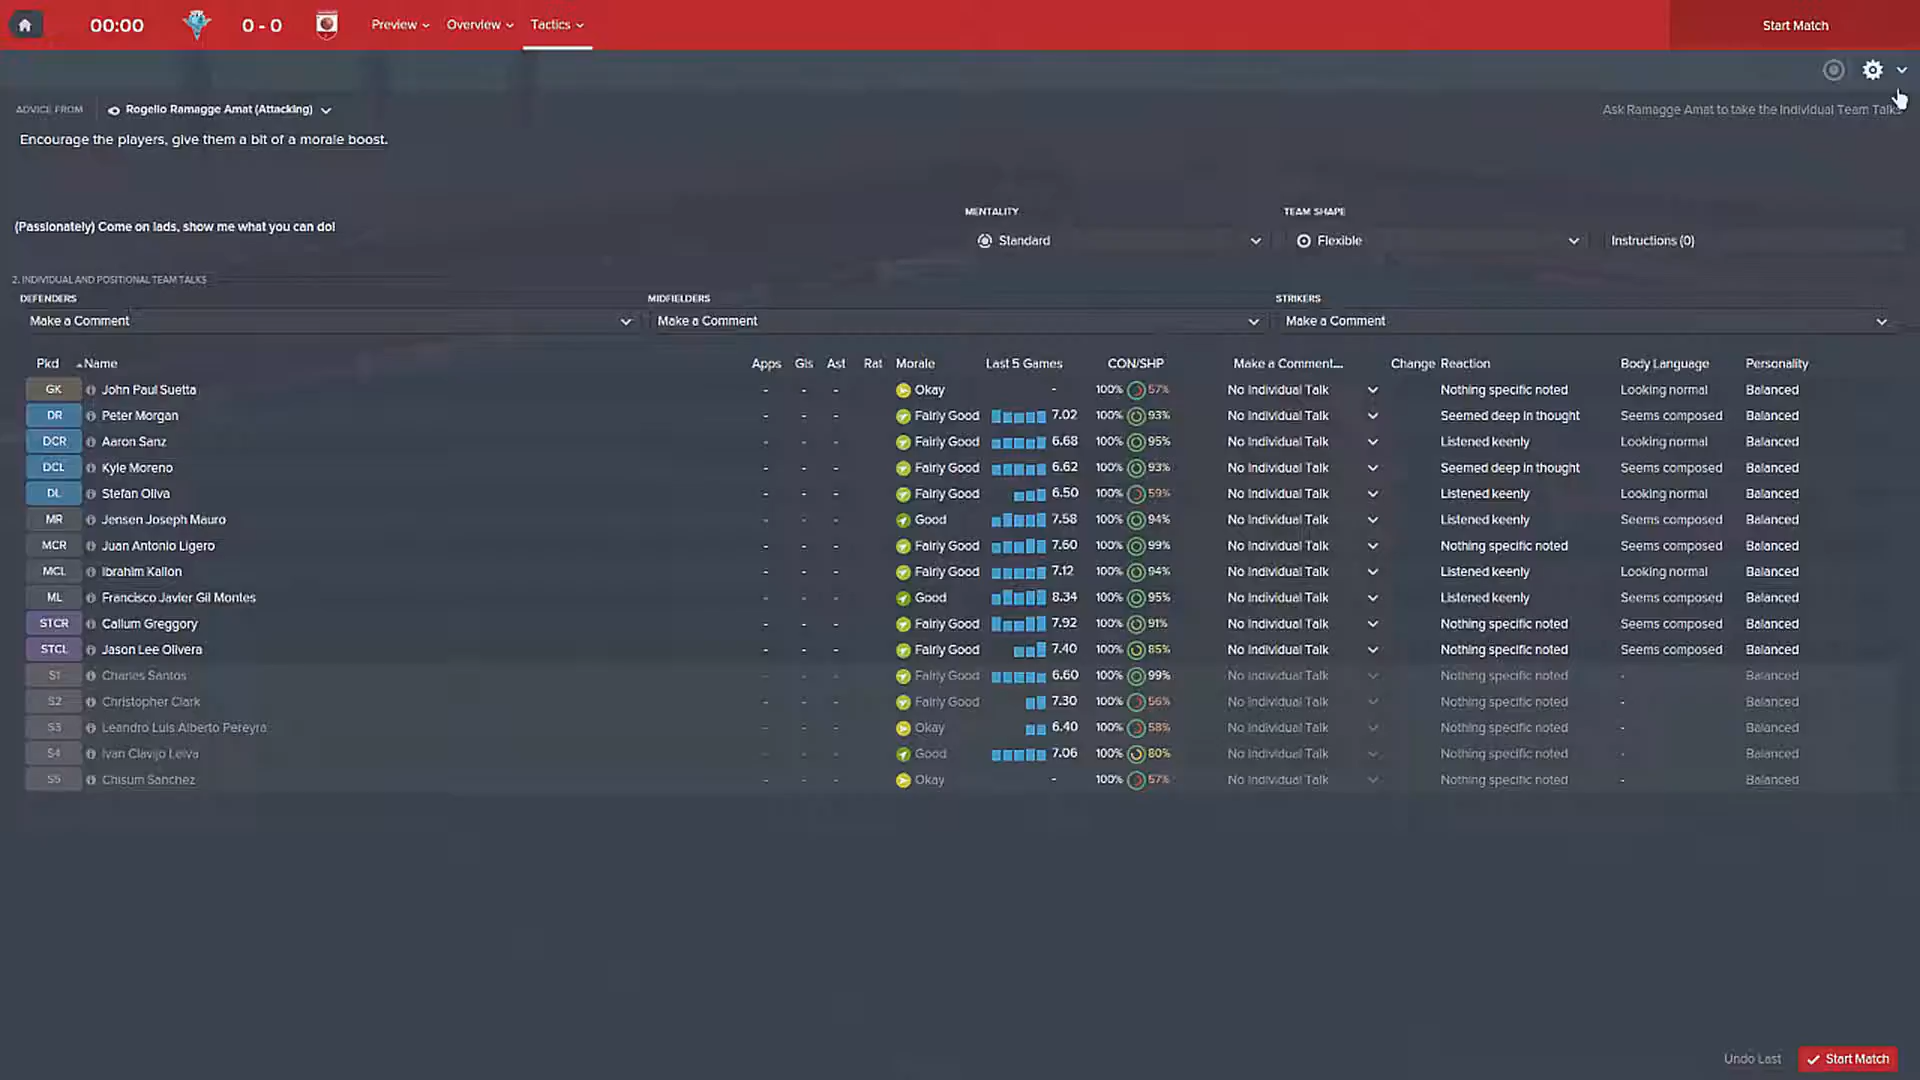 00:00 0 - 0 Preview Overview Tactics Start Match
ADVICE FROM Rogelio Ramagge Amat (Attacking) Ask Ramagge Amat to take the Individual Team Talks
Encourage the players, give them a bit of a morale boost.
MENTALITY TEAM SHAPE
(Passionately) Come on lads, show me what you can do! Standard Flexible Instructions (0)
2. INDIVIDUAL AND POSITIONAL TEAM TALKS
DEFENDERS MIDFIELDERS STRIKERS
Make a Comment Make a Comment Make a Comment
Pkd Name Apps Gls Ast Rat Morale Last 5 Games CON/SHP Make a Comment... Change Reaction Body Language Personality
GK John Paul Suetta - - - Okay - 100% 57% No Individual Talk Nothing specific noted Looking normal Balanced
DR Peter Morgan - - - Fairly Good 7.02 100% 93% No Individual Talk Seemed deep in thought Seems composed Balanced
DCR Aaron Sanz - - - Fairly Good 6.68 100% 95% No Individual Talk Listened keenly Looking normal Balanced
DCL Kyle Moreno - - - Fairly Good 6.62 100% 93% No Individual Talk Seemed deep in thought Seems composed Balanced
DL Stefan Oliva - - - Fairly Good 6.50 100% 59% No Individual Talk Listened keenly Looking normal Balanced
MR Jensen Joseph Mauro - - - Good 7.58 100% 94% No Individual Talk Listened keenly Seems composed Balanced
MCR Juan Antonio Ligero - - - Fairly Good 7.60 100% 99% No Individual Talk Nothing specific noted Seems composed Balanced
MCL Ibrahim Kallon - - - Fairly Good 7.12 100% 94% No Individual Talk Listened keenly Looking normal Balanced
ML Francisco Javier Gil Montes - - - Good 8.34 100% 95% No Individual Talk Listened keenly Seems composed Balanced
STCR Callum Greggory - - - Fairly Good 7.92 100% 91% No Individual Talk Nothing specific noted Seems composed Balanced
STCL Jason Lee Olivera - - - Fairly Good 7.40 100% 85% No Individual Talk Nothing specific noted Seems composed Balanced
S1 Charles Santos - - - Fairly Good 6.60 100% 99% No Individual Talk Nothing specific noted - Balanced
S2 Christopher Clark - - - Fairly Good 7.30 100% 56% No Individual Talk Nothing specific noted - Balanced
S3 Leandro Luis Alberto Pereyra - - - Okay 6.40 100% 58% No Individual Talk Nothing specific noted - Balanced
S4 Ivan Clavijo Leiva - - - Good 7.06 100% 80% No Individual Talk Nothing specific noted - Balanced
S5 Chisum Sanchez - - - Okay - 100% 57% No Individual Talk Nothing specific noted - Balanced
Undo Last Start Match